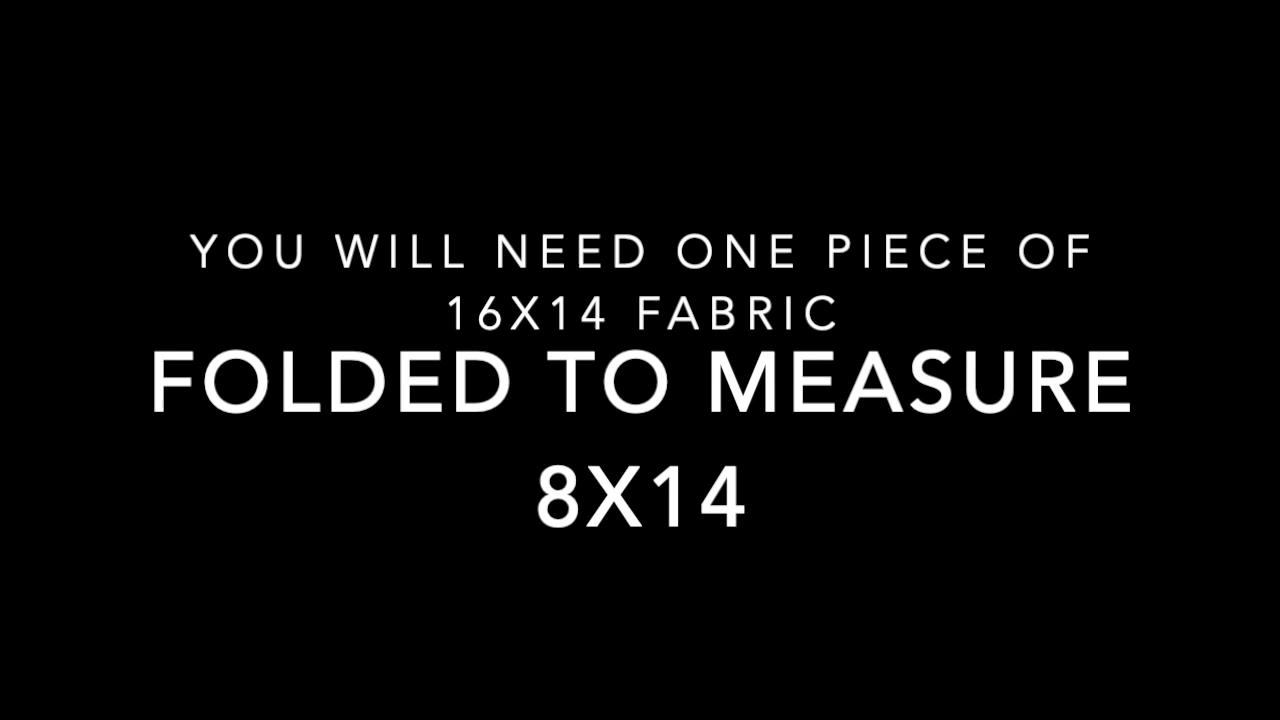 YOU WILL NEED ONE PIECE OF
16X14 FABRIC
FOLDED TO MEASURE
8X14